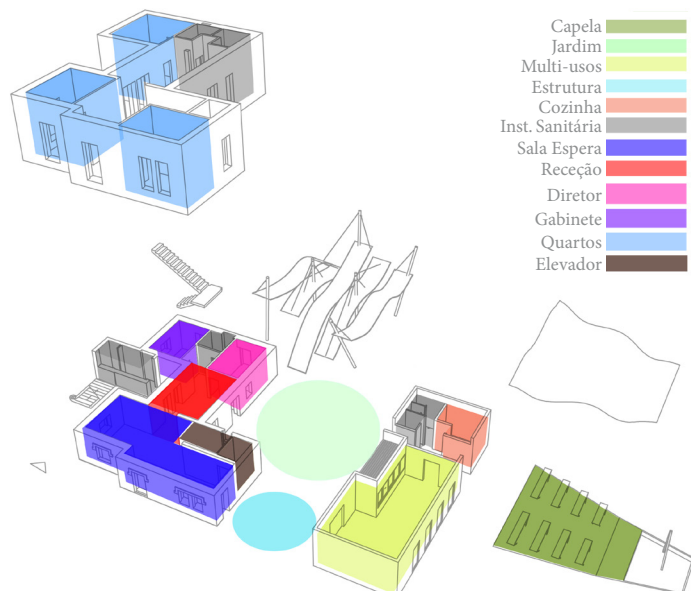 Capela
Jardim
Multi-usos
Estrutura
Cozinha
Inst. Sanitária
Sala Espera
Receção
Diretor
Gabinete
Quartos
Elevador